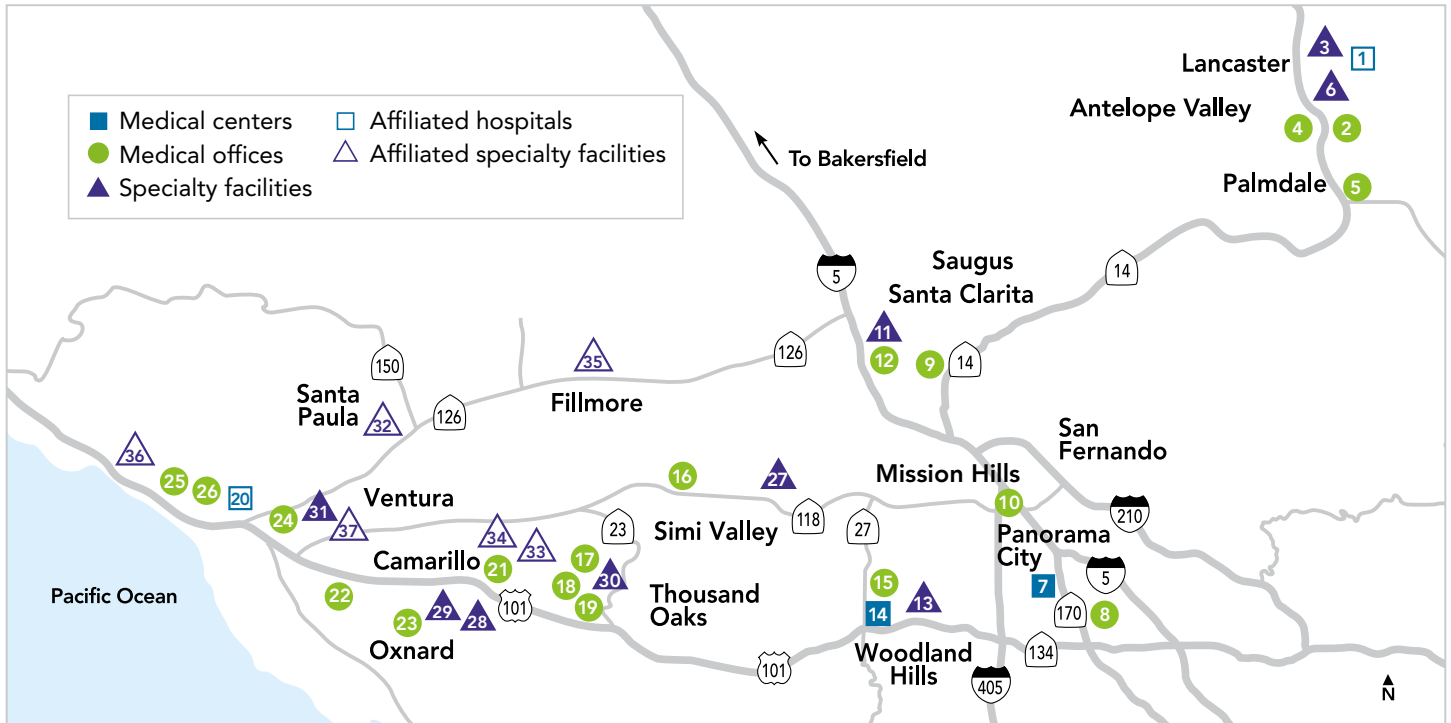 Medical centers
Affiliated hospitals
Medical offices
Affiliated specialty facilities
Specialty facilities
3
1
Lancaster
6
Antelope Valley
4
2
Palmdale
5
To Bakersfield
5
Saugus
Santa Clarita
14
11
12
9
14
126
35
150
Fillmore
Santa
Paula
32
126
36
25
26
20
24
31
37
Ventura
16
27
Mission Hills
San
Fernando
10
210
118
23
Simi Valley
27
Panorama
City
5
7
170
8
34
33
Camarillo
21
17
18
30
19
Thousand
Oaks
15
14
13
Pacific Ocean
22
23
29
28
101
Oxnard
101
Woodland
Hills
134
405
N